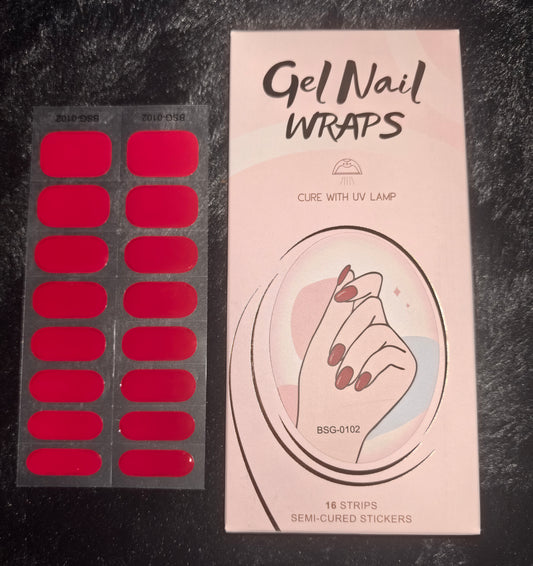 BSG-0102 BSG-0102
Gel Nail
WRAPS
CURE WITH UV LAMP
BSG-0102
16 STRIPS
SEMI-CURED STICKERS